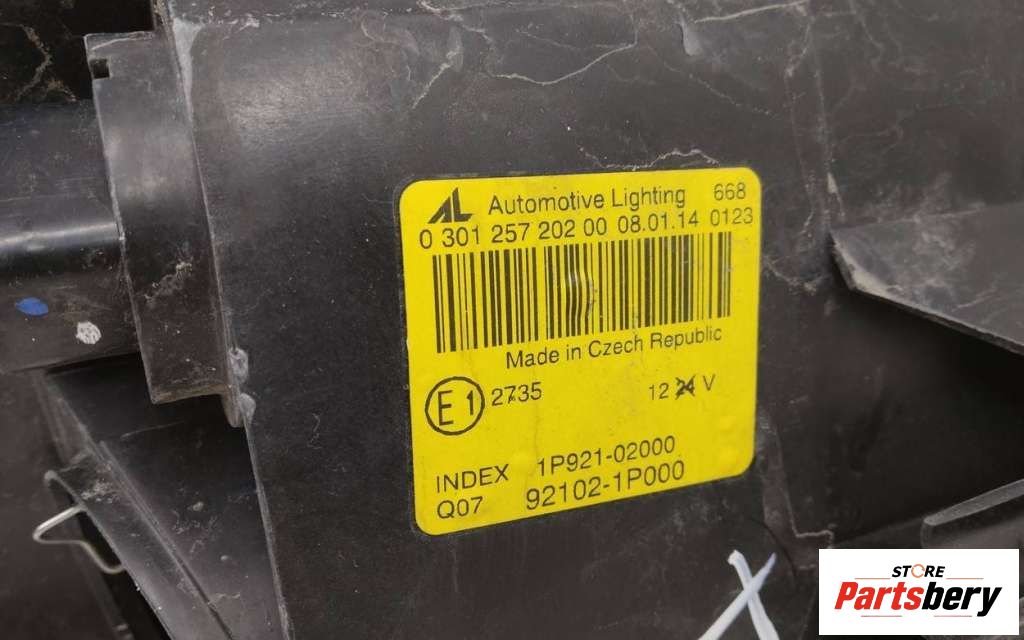 AL Automotive Lighting 668
0 301 257 202 00 08.01.14 0123
Made in Czech Republic
E1 2735 12 24 V
INDEX 1P921-02000
Q07 92102-1P000
STORE
Partsbery